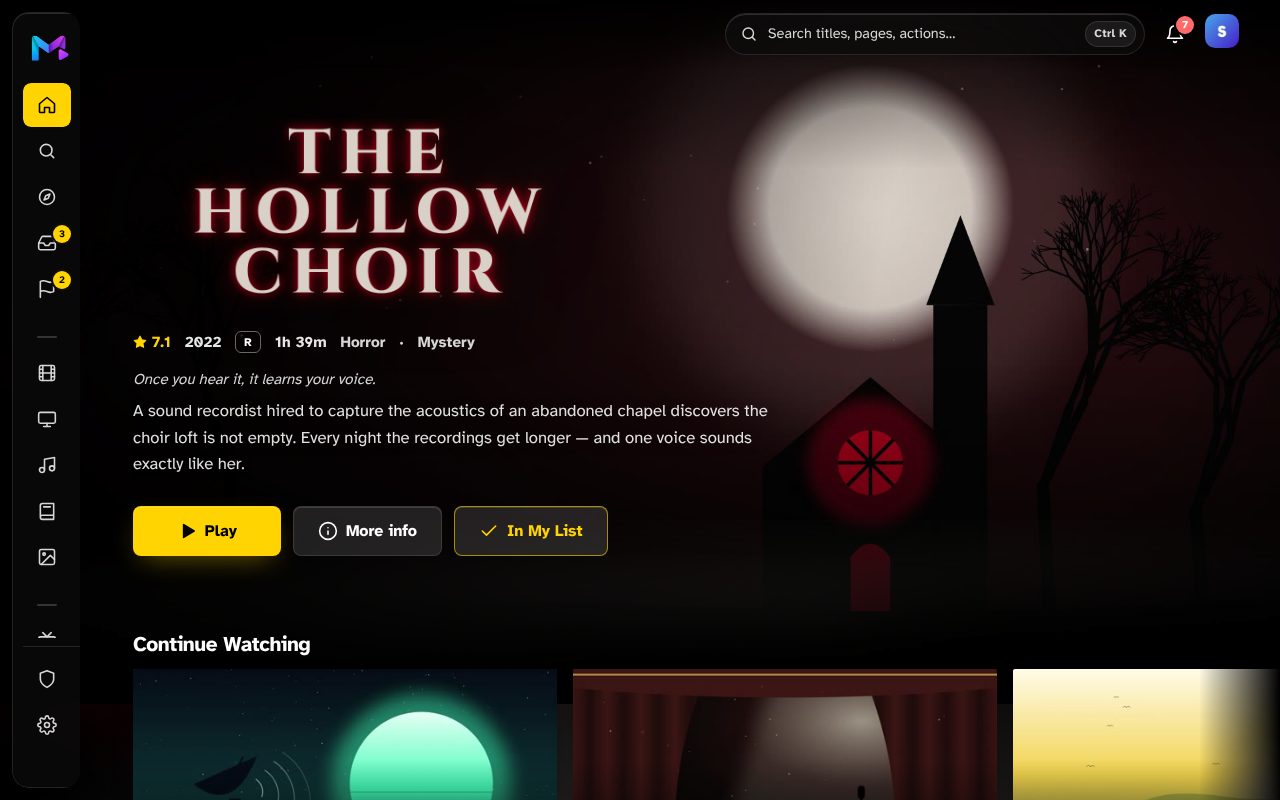 Search titles, pages, actions...
Ctrl K
7
S
3
2
THE
HOLLOW
CHOIR
7.1 2022 R 1h 39m Horror · Mystery
Once you hear it, it learns your voice.
A sound recordist hired to capture the acoustics of an abandoned chapel discovers the
choir loft is not empty. Every night the recordings get longer — and one voice sounds
exactly like her.
Play
More info
In My List
Continue Watching